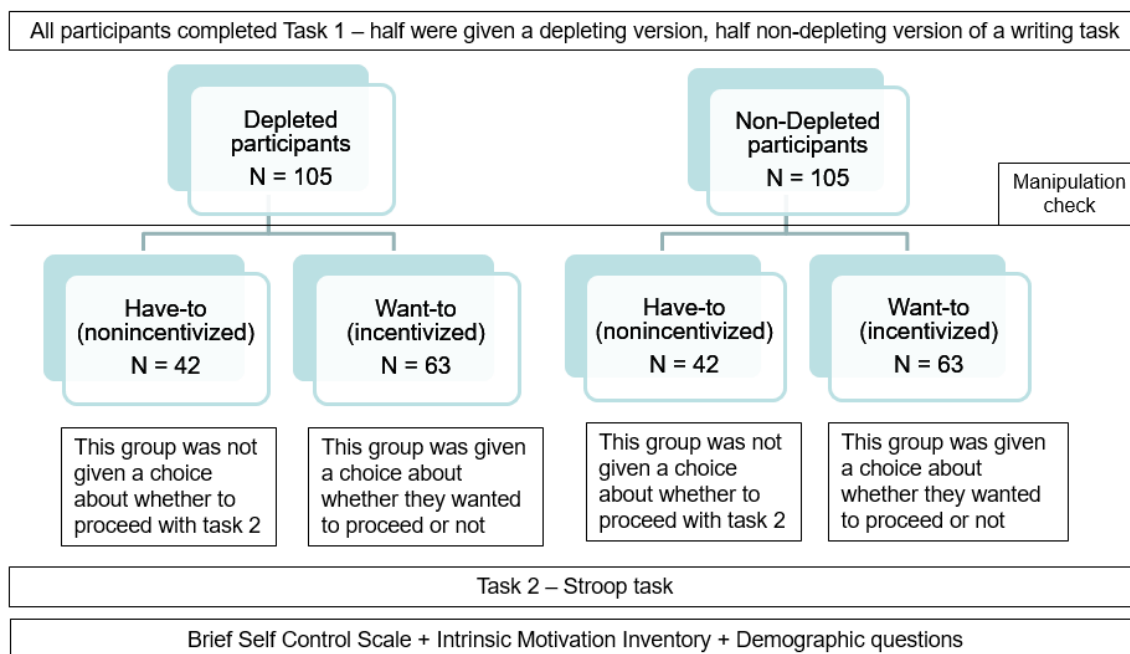 All participants completed Task 1 – half were given a depleting version, half non-depleting version of a writing task
Depleted
participants
N = 105
Non-Depleted
participants
N = 105
Manipulation
check
Have-to
(nonincentivized)
N = 42
Want-to
(incentivized)
N = 63
Have-to
(nonincentivized)
N = 42
Want-to
(incentivized)
N = 63
This group was not
given a choice
about whether to
proceed with task 2
This group was given
a choice about
whether they wanted
to proceed or not
This group was not
given a choice
about whether to
proceed with task 2
This group was given
a choice about
whether they wanted
to proceed or not
Task 2 – Stroop task
Brief Self Control Scale + Intrinsic Motivation Inventory + Demographic questions